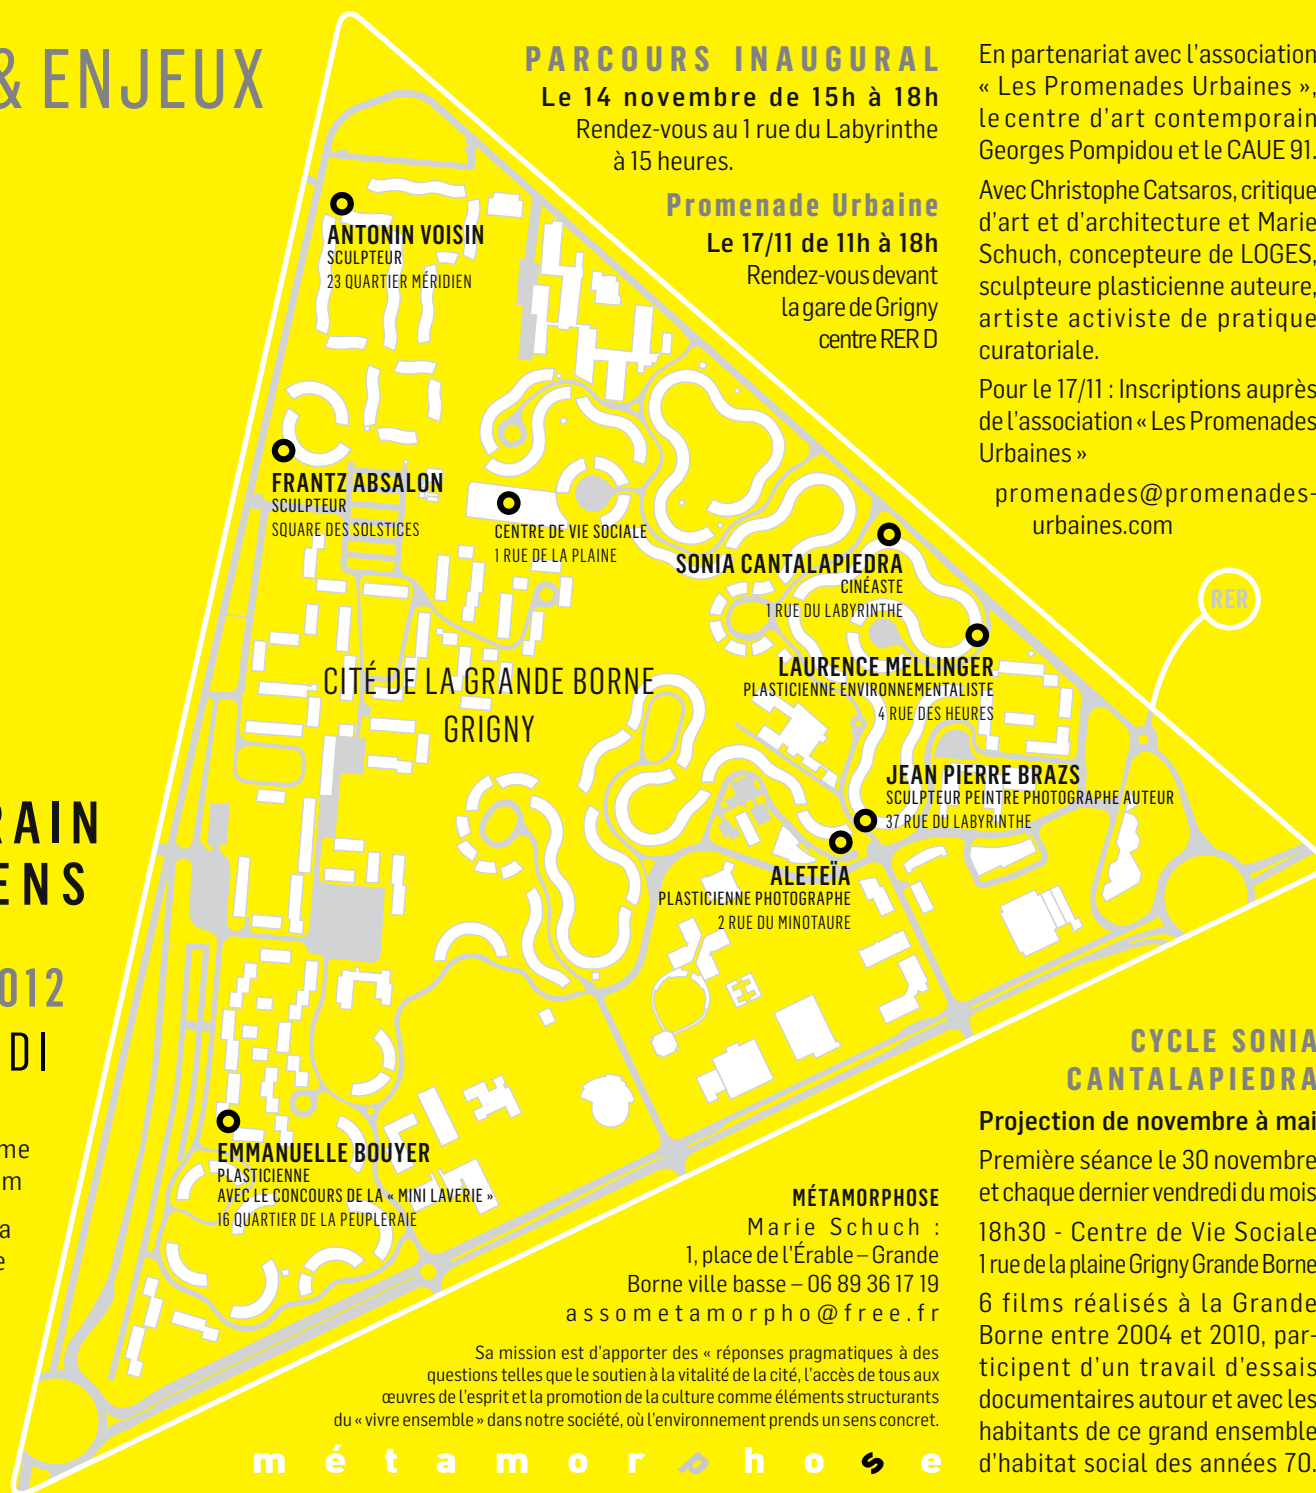 & ENJEUX
RAIN
ENS
012
DI
me
m
a
e
PARCOURS INAUGURAL
Le 14 novembre de 15h à 18h
Rendez-vous au 1 rue du Labyrinthe
à 15 heures.
Promenade Urbaine
Le 17/11 de 11h à 18h
Rendez-vous devant
la gare de Grigny
centre RER D
En partenariat avec l'association
« Les Promenades Urbaines »,
le centre d'art contemporain
Georges Pompidou et le CAUE 91.
Avec Christophe Catsaros, critique
d'art et d'architecture et Marie
Schuch, concepteure de LOGES,
sculpteure plasticienne auteure,
artiste activiste de pratique
curatoriale.
Pour le 17/11 : Inscriptions auprès
de l'association « Les Promenades
Urbaines »
promenades@promenades-
urbaines.com
RER
ANTONIN VOISIN
SCULPTEUR
23 QUARTIER MÉRIDIEN
FRANTZ ABSALON
SCULPTEUR
SQUARE DES SOLSTICES
CENTRE DE VIE SOCIALE
1 RUE DE LA PLAINE
SONIA CANTALAPIEDRA
CINÉASTE
1 RUE DU LABYRINTHE
LAURENCE MELLINGER
PLASTICIENNE ENVIRONNEMENTALISTE
4 RUE DES HEURES
CITÉ DE LA GRANDE BORNE
GRIGNY
JEAN PIERRE BRAZS
SCULPTEUR PEINTRE PHOTOGRAPHE AUTEUR
37 RUE DU LABYRINTHE
ALETEÏA
PLASTICIENNE PHOTOGRAPHE
2 RUE DU MINOTAURE
EMMANUELLE BOUYER
PLASTICIENNE
AVEC LE CONCOURS DE LA « MINI LAVERIE »
16 QUARTIER DE LA PEUPLERAIE
MÉTAMORPHOSE
Marie Schuch :
1, place de l'Érable – Grande
Borne ville basse – 06 89 36 17 19
assometamorpho@free.fr
Sa mission est d'apporter des « réponses pragmatiques à des
questions telles que le soutien à la vitalité de la cité, l'accès de tous aux
œuvres de l'esprit et la promotion de la culture comme éléments structurants
du « vivre ensemble » dans notre société, où l'environnement prends un sens concret.
métamorphose
CYCLE SONIA
CANTALAPIEDRA
Projection de novembre à mai
Première séance le 30 novembre
et chaque dernier vendredi du mois
18h30 - Centre de Vie Sociale
1 rue de la plaine Grigny Grande Borne
6 films réalisés à la Grande
Borne entre 2004 et 2010, par-
ticipent d'un travail d'essais
documentaires autour et avec les
habitants de ce grand ensemble
d'habitat social des années 70.